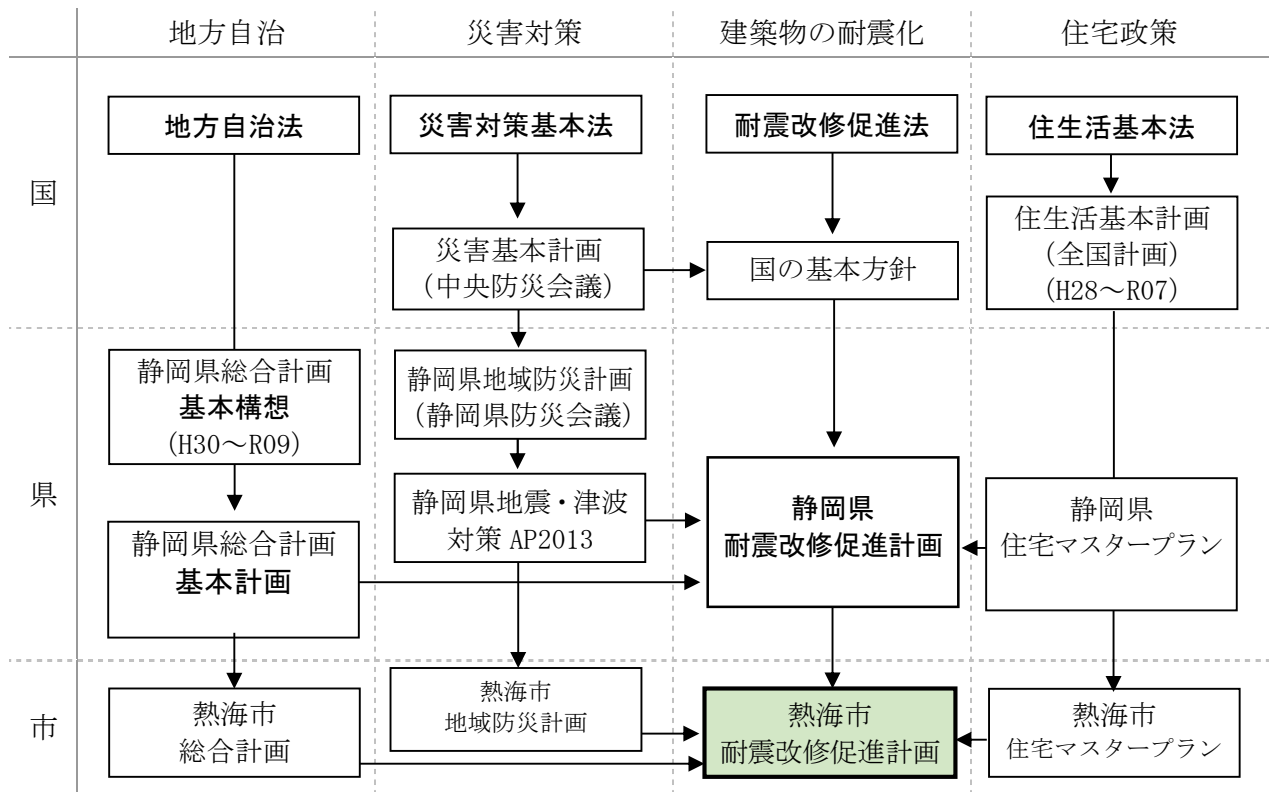 地方自治
災害対策
建築物の耐震化
住宅政策
国
地方自治法
災害対策基本法
耐震改修促進法
住生活基本法
災害基本計画
(中央防災会議)
国の基本方針
住生活基本計画
(全国計画)
(H28～R07)
県
静岡県総合計画
基本構想
(H30～R09)
静岡県地域防災計画
(静岡県防災会議)
静岡県総合計画
基本計画
静岡県地震・津波
対策 AP2013
静岡県
耐震改修促進計画
静岡県
住宅マスタープラン
市
熱海市
総合計画
熱海市
地域防災計画
熱海市
耐震改修促進計画
熱海市
住宅マスタープラン